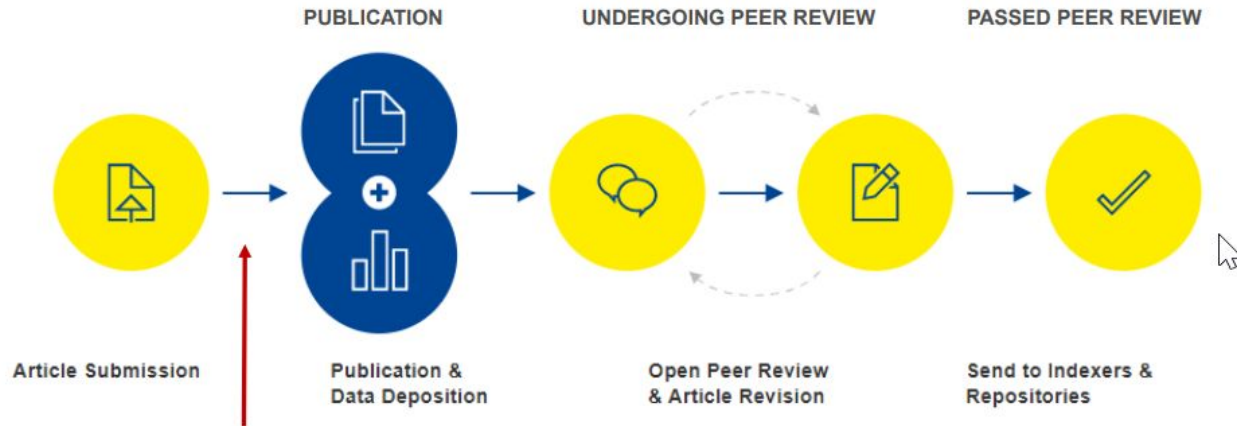 PUBLICATION
UNDERGOING PEER REVIEW
PASSED PEER REVIEW
Article Submission
Publication &
Data Deposition
Open Peer Review
& Article Revision
Send to Indexers &
Repositories